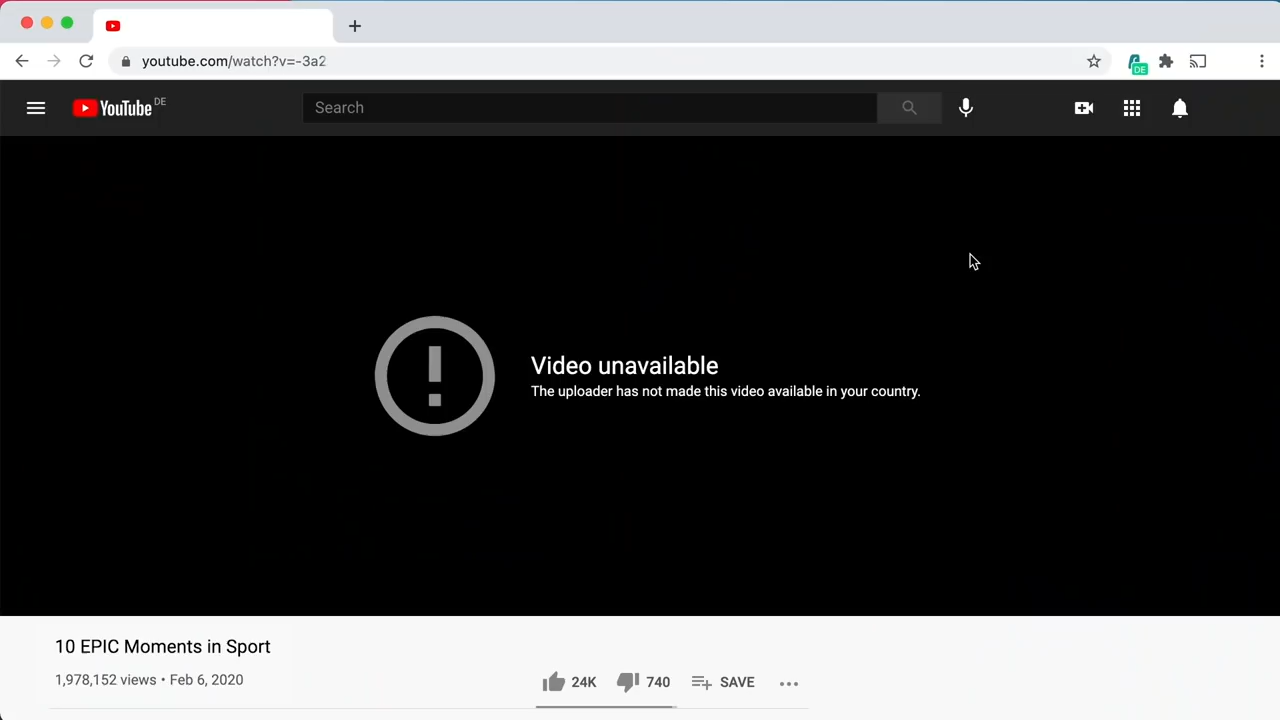 youtube.com/watch?v=-3a2
DE
YouTube DE
Search
Video unavailable
The uploader has not made this video available in your country.
10 EPIC Moments in Sport
1,978,152 views • Feb 6, 2020
24K 740 SAVE